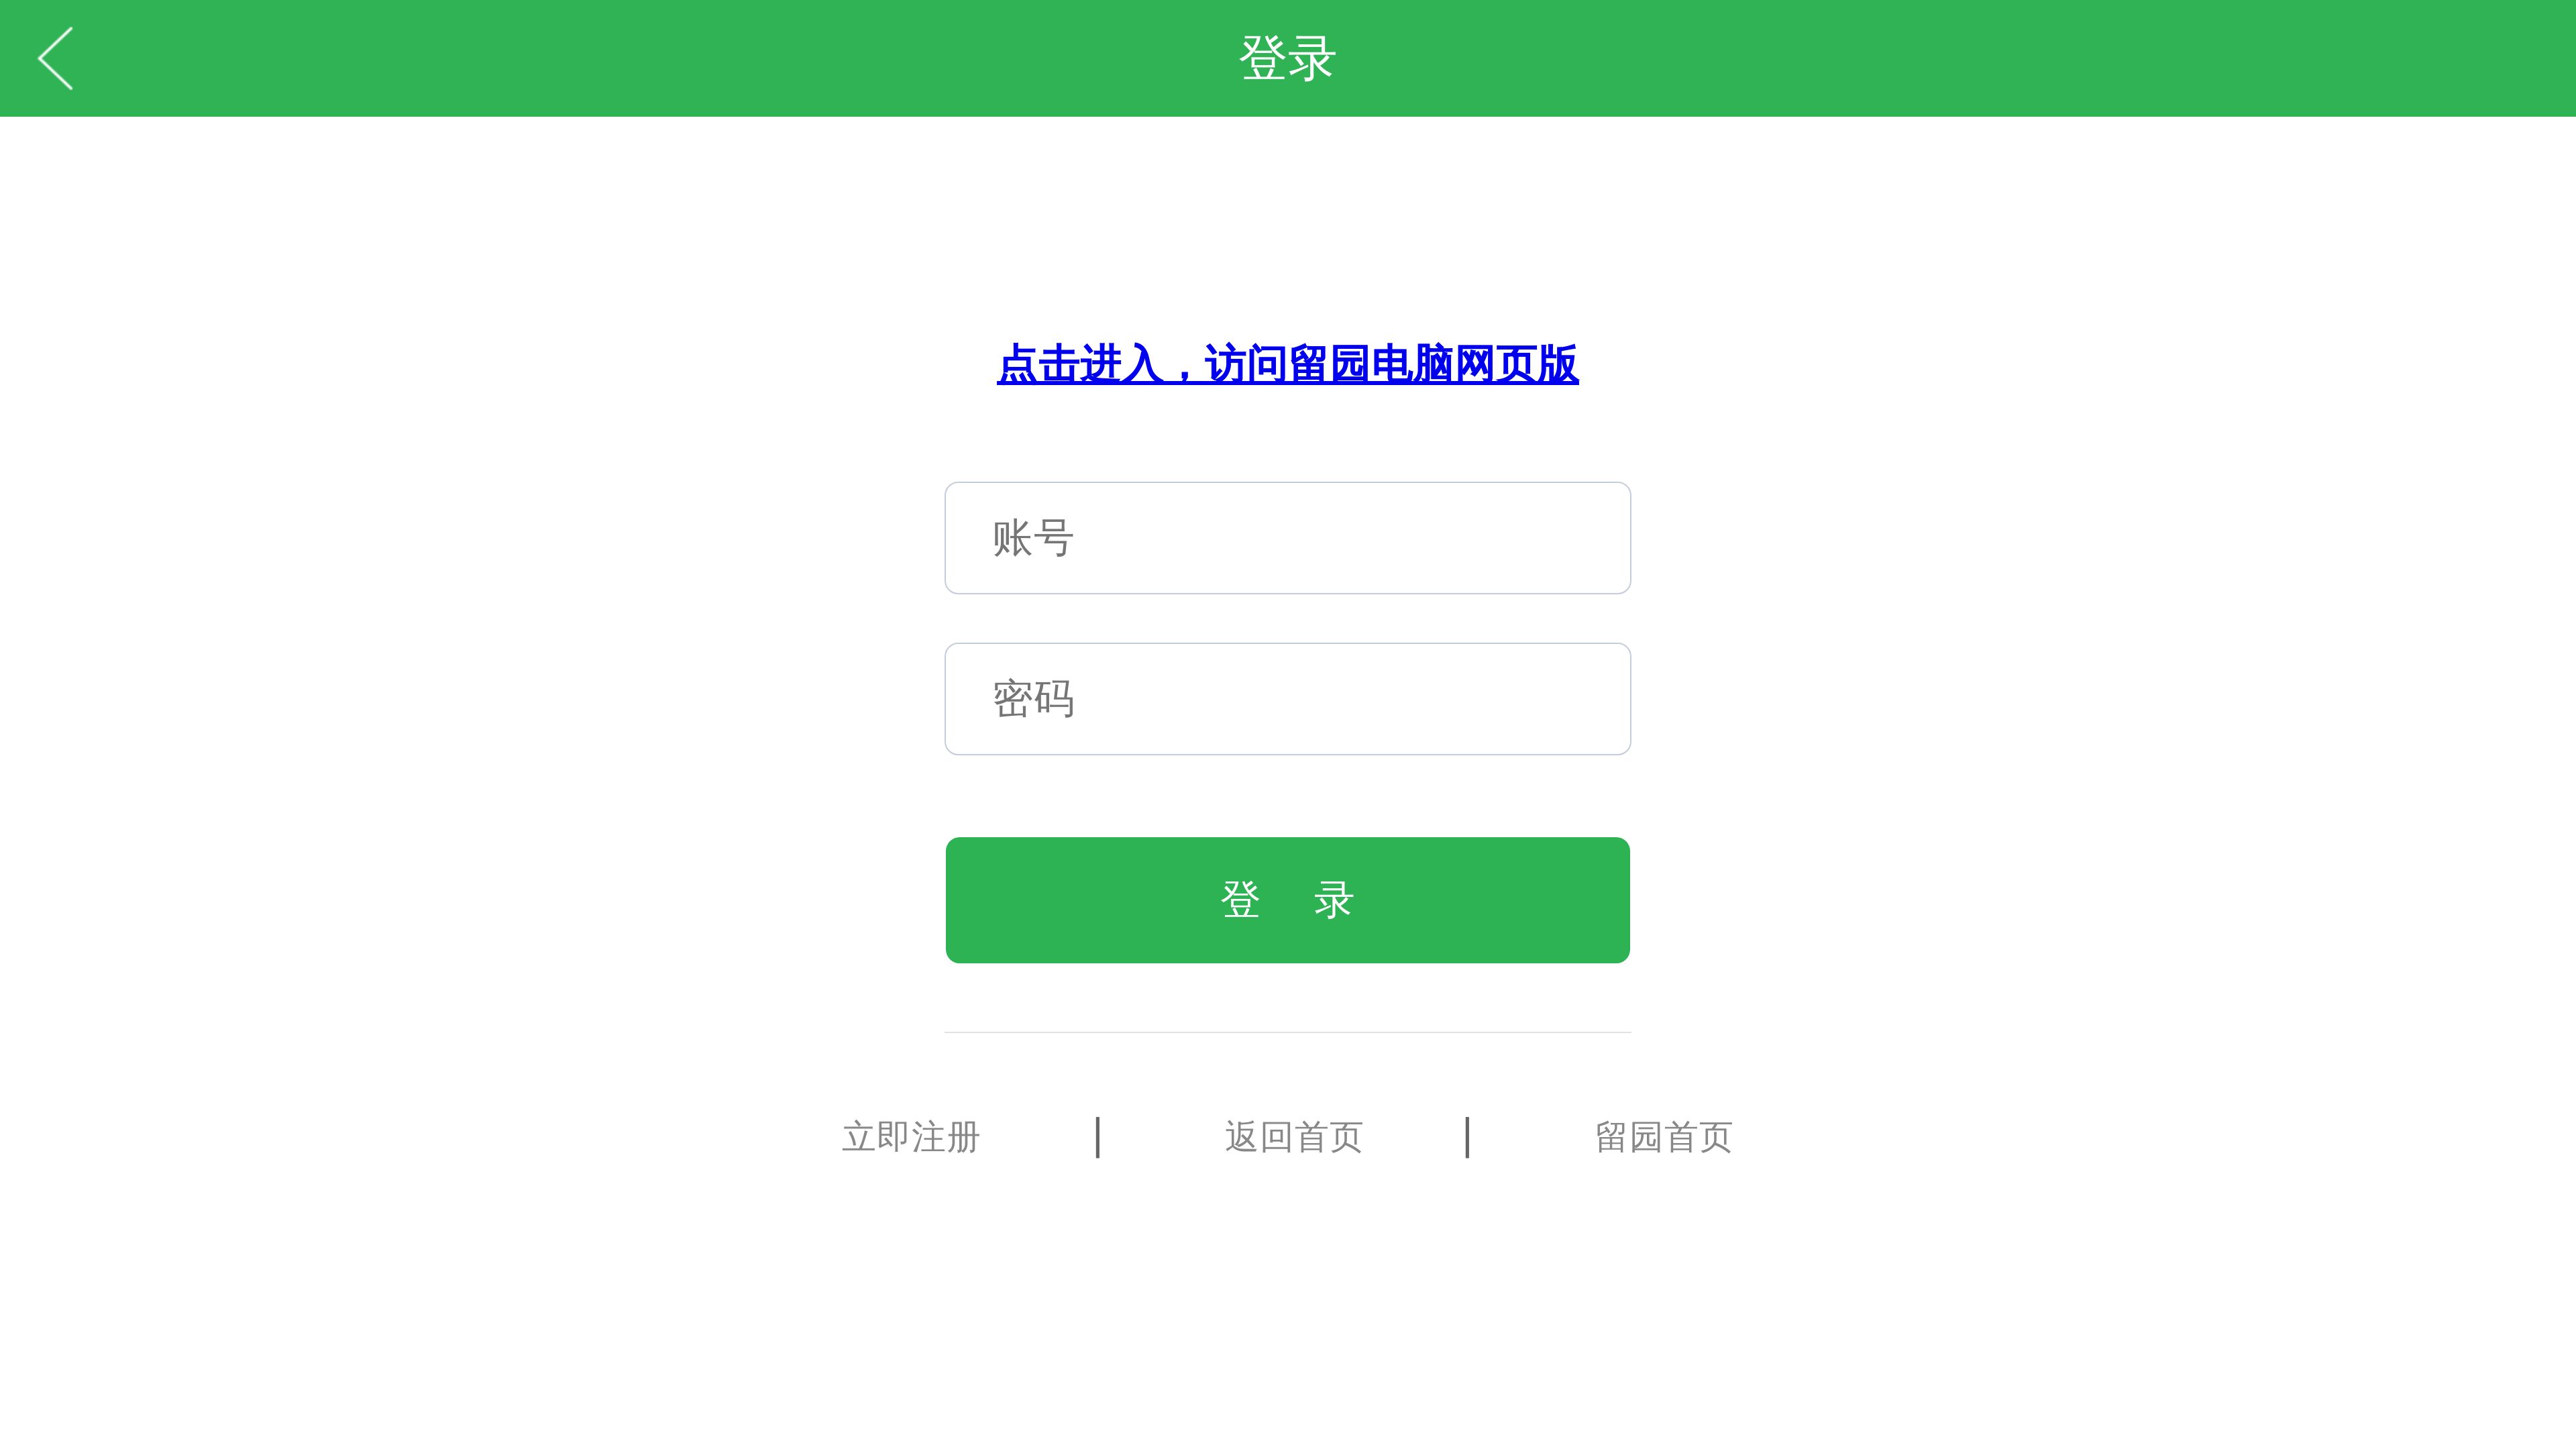 登录
点击进入，访问留园电脑网页版
账号
密码
登 录
立即注册 | 返回首页 | 留园首页